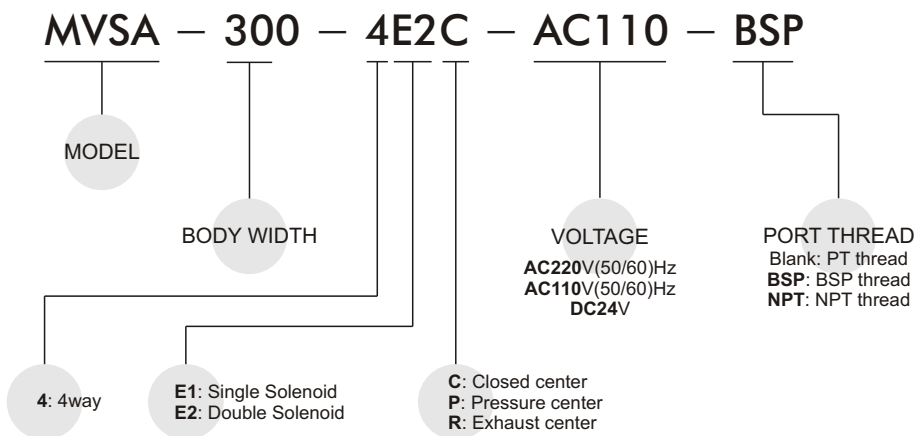 MVSA – 300 – 4E2C – AC110 – BSP
MODEL
BODY WIDTH
VOLTAGE
AC220V(50/60)Hz
AC110V(50/60)Hz
DC24V
PORT THREAD
Blank: PT thread
BSP: BSP thread
NPT: NPT thread
4: 4way
E1: Single Solenoid
E2: Double Solenoid
C: Closed center
P: Pressure center
R: Exhaust center